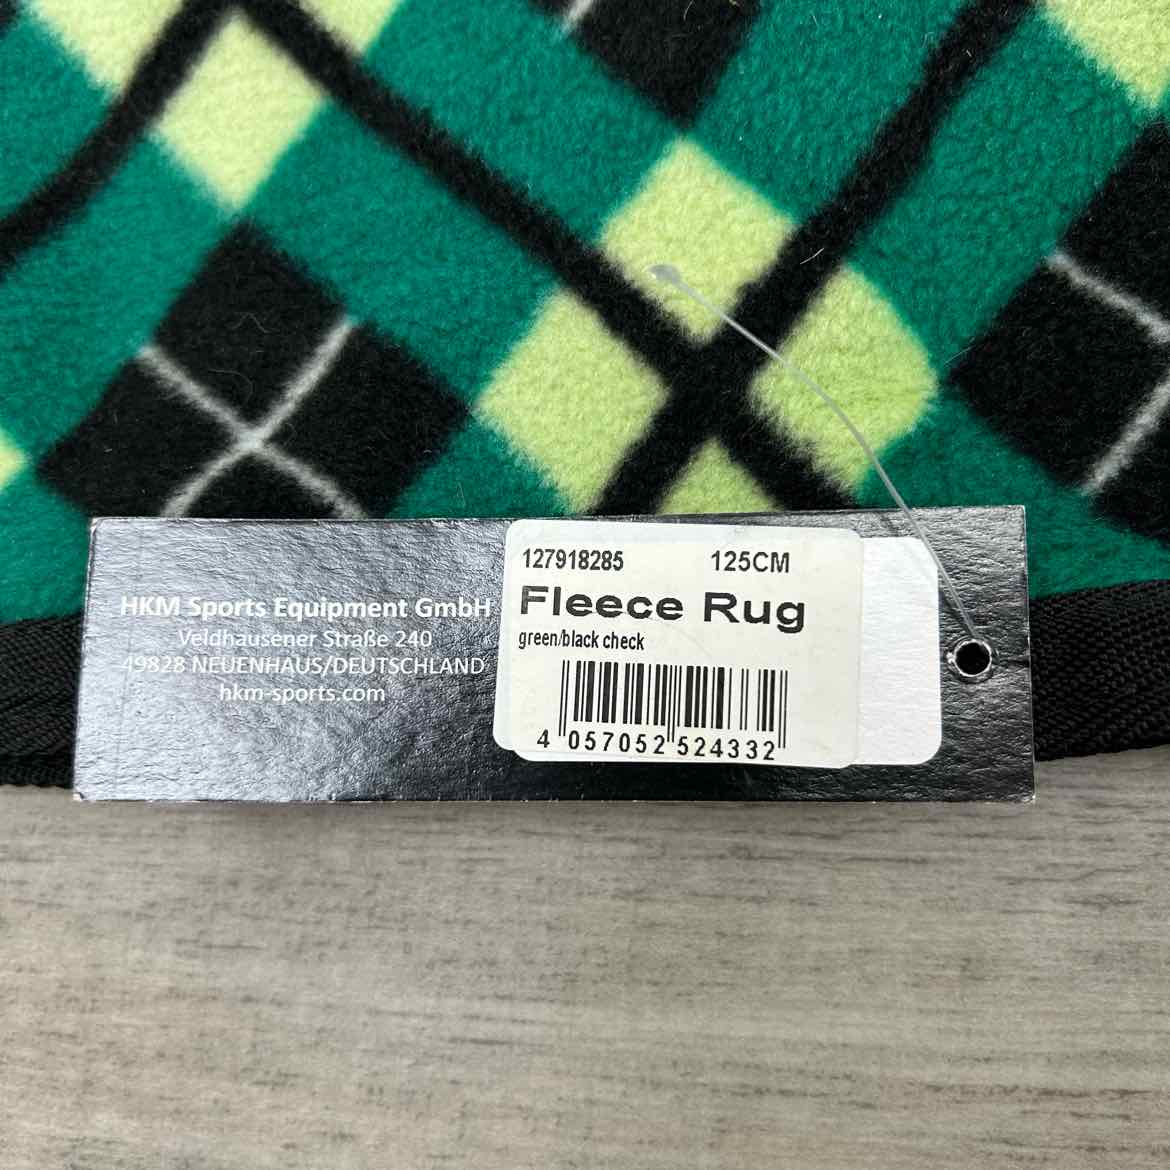 HKM Sports Equipment GmbH
Veldhausener Straße 240
49828 NEUENHAUS/DEUTSCHLAND
hkm-sports.com
127918285 125CM
Fleece Rug
green/black check
4 057052 524332